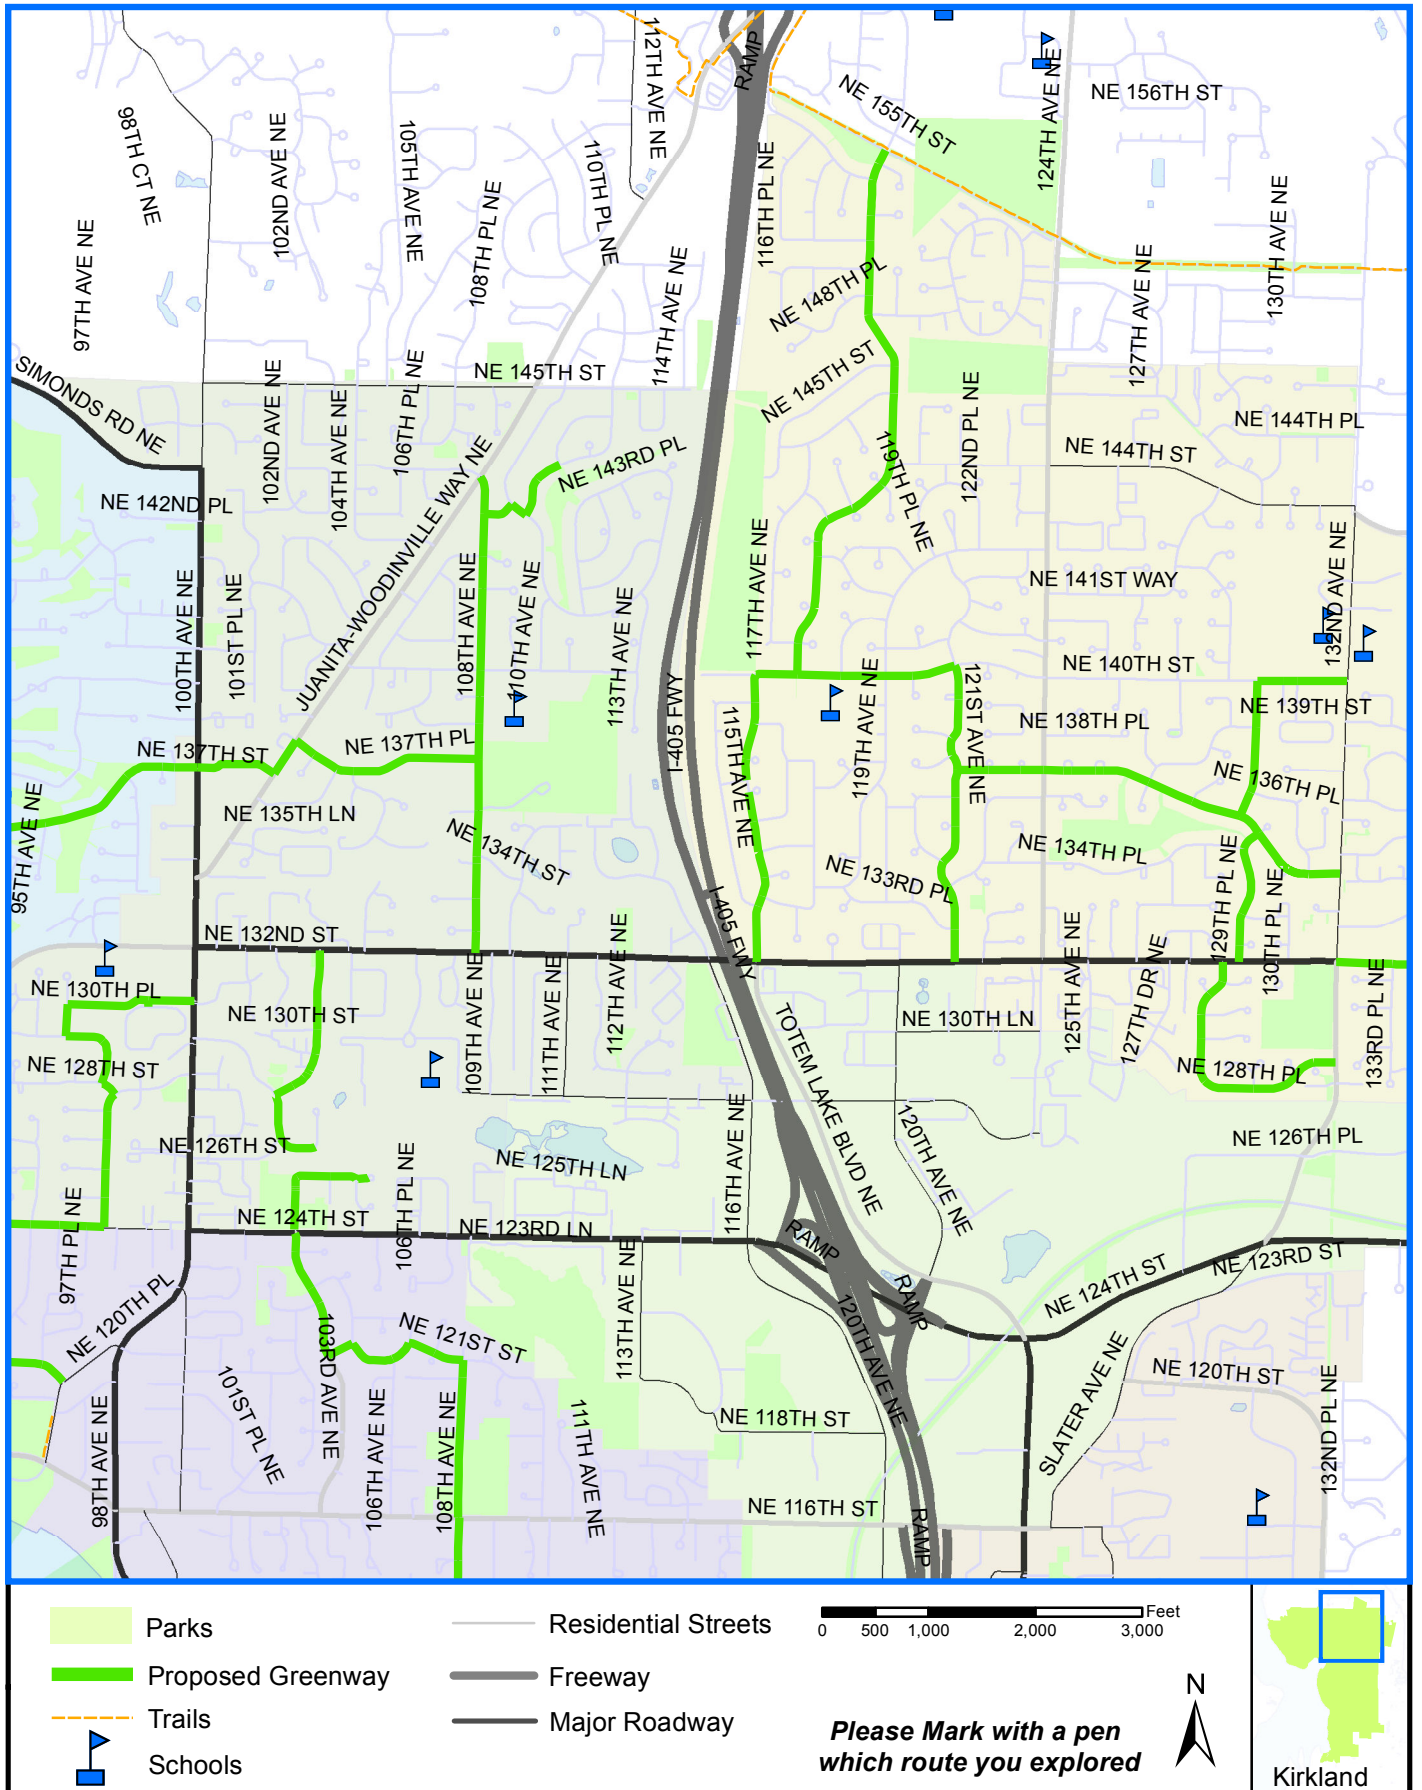 112TH AVE NE
RAMP
124TH AVE NE
NE 156TH ST
NE 155TH ST
98TH CT NE
102ND AVE NE
105TH AVE NE
110TH PL NE
116TH PL NE
108TH PL NE
130TH AVE NE
97TH AVE NE
114TH AVE NE
127TH AVE NE
NE 148TH PL
SIMONDS RD NE
NE 145TH ST
NE 145TH ST
102ND AVE NE
104TH AVE NE
106TH PL NE
122ND PL NE
NE 144TH PL
NE 144TH ST
119TH PL NE
NE 143RD PL
NE 142ND PL
JUANITA-WOODINVILLE WAY NE
100TH AVE NE
101ST PL NE
108TH AVE NE
110TH AVE NE
113TH AVE NE
117TH AVE NE
NE 141ST WAY
132ND AVE NE
NE 140TH ST
NE 139TH ST
NE 138TH PL
121ST AVE NE
119TH AVE NE
115TH AVE NE
I-405 FWY
NE 137TH ST
NE 137TH PL
NE 136TH PL
95TH AVE NE
NE 135TH LN
NE 134TH ST
NE 134TH PL
NE 133RD PL
129TH PL NE
130TH PL NE
I-405 FWY
NE 132ND ST
112TH AVE NE
125TH AVE NE
127TH DR NE
NE 130TH PL
NE 130TH ST
109TH AVE NE
111TH AVE NE
TOTEM LAKE BLVD NE
NE 130TH LN
133RD PL NE
NE 128TH ST
NE 128TH PL
116TH AVE NE
120TH AVE NE
NE 126TH ST
NE 126TH PL
106TH PL NE
NE 125TH LN
97TH PL NE
NE 124TH ST
NE 123RD LN
RAMP
113TH AVE NE
NE 124TH ST
NE 123RD ST
NE 120TH PL
RAMP
103RD AVE NE
NE 121ST ST
120TH AVE NE
SLATER AVE NE
NE 120TH ST
132ND PL NE
98TH AVE NE
101ST PL NE
106TH AVE NE
108TH AVE NE
111TH AVE NE
NE 118TH ST
NE 116TH ST
RAMP
Parks
Proposed Greenway
Trails
Schools
Residential Streets
Freeway
Major Roadway
Feet
0 500 1,000 2,000 3,000
Please Mark with a pen
which route you explored
N
Kirkland